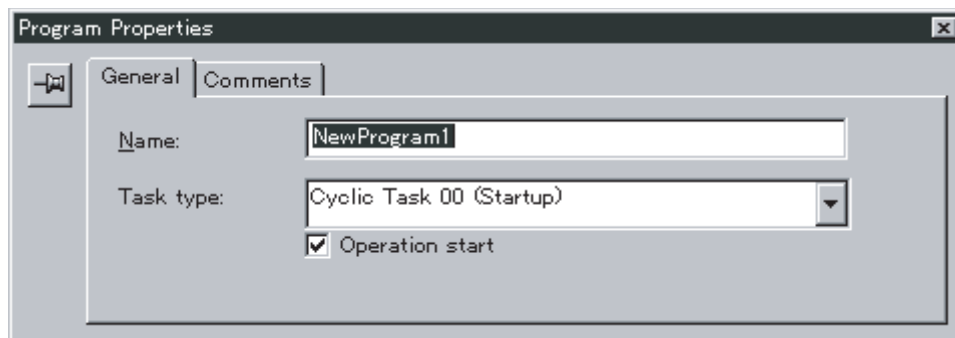 Program Properties
General
Comments
Name:
NewProgram1
Task type:
Cyclic Task 00 (Startup)
Operation start